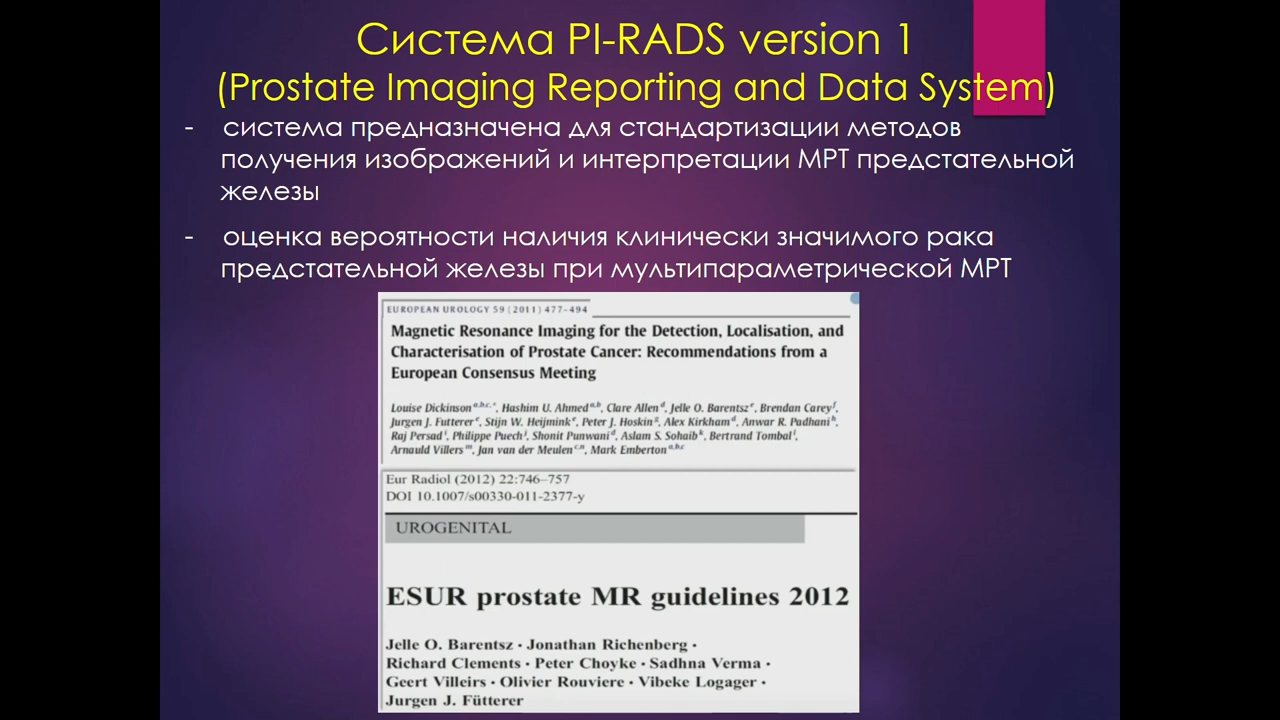 Система PI-RADS version 1
(Prostate Imaging Reporting and Data System)
- система предназначена для стандартизации методов
получения изображений и интерпретации МРТ предстательной
железы
- оценка вероятности наличия клинически значимого рака
предстательной железы при мультипараметрической МРТ
EUROPEAN UROLOGY 59 (2011) 477–494
Magnetic Resonance Imaging for the Detection, Localisation, and
Characterisation of Prostate Cancer: Recommendations from a
European Consensus Meeting
Louise Dickinson a,b,c,*, Hashim U. Ahmed a,b, Clare Allen d, Jelle O. Barentsz e, Brendan Carey f,
Jurgen J. Futterer e, Stijn W. Heijmink e, Peter J. Hoskin g, Alex Kirkham d, Anwar R. Padhani h,
Raj Persad i, Philippe Puech j, Shonit Punwani d, Aslam S. Sohaib k, Bertrand Tombal l,
Arnauld Villers m, Jan van der Meulen c,n, Mark Emberton a,b,c
Eur Radiol (2012) 22:746–757
DOI 10.1007/s00330-011-2377-y
UROGENITAL
ESUR prostate MR guidelines 2012
Jelle O. Barentsz · Jonathan Richenberg ·
Richard Clements · Peter Choyke · Sadhna Verma ·
Geert Villeirs · Olivier Rouviere · Vibeke Logager ·
Jurgen J. Fütterer